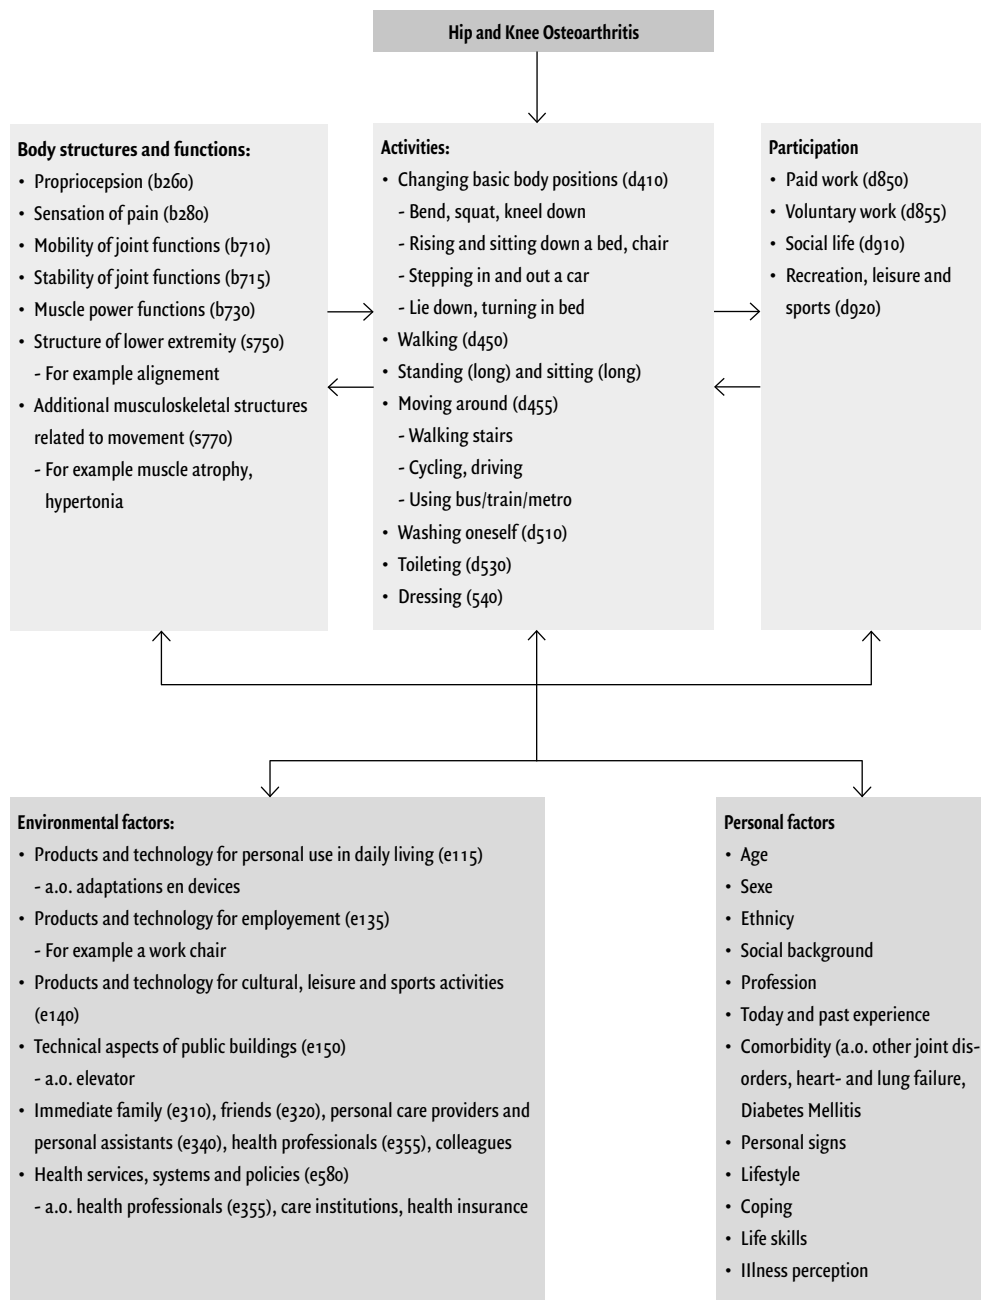 Hip and Knee Osteoarthritis
Body structures and functions:
• Propriocepsion (b260)
• Sensation of pain (b280)
• Mobility of joint functions (b710)
• Stability of joint functions (b715)
• Muscle power functions (b730)
• Structure of lower extremity (s750)
- For example alignement
• Additional musculoskeletal structures
related to movement (s770)
- For example muscle atrophy,
hypertonia
Activities:
• Changing basic body positions (d410)
- Bend, squat, kneel down
- Rising and sitting down a bed, chair
- Stepping in and out a car
- Lie down, turning in bed
• Walking (d450)
• Standing (long) and sitting (long)
• Moving around (d455)
- Walking stairs
- Cycling, driving
- Using bus/train/metro
• Washing oneself (d510)
• Toileting (d530)
• Dressing (540)
Participation
• Paid work (d850)
• Voluntary work (d855)
• Social life (d910)
• Recreation, leisure and
sports (d920)
Environmental factors:
• Products and technology for personal use in daily living (e115)
- a.o. adaptations en devices
• Products and technology for employement (e135)
- For example a work chair
• Products and technology for cultural, leisure and sports activities
(e140)
• Technical aspects of public buildings (e150)
- a.o. elevator
• Immediate family (e310), friends (e320), personal care providers and
personal assistants (e340), health professionals (e355), colleagues
• Health services, systems and policies (e580)
- a.o. health professionals (e355), care institutions, health insurance
Personal factors
• Age
• Sexe
• Ethnicy
• Social background
• Profession
• Today and past experience
• Comorbidity (a.o. other joint dis-
orders, heart- and lung failure,
Diabetes Mellitis
• Personal signs
• Lifestyle
• Coping
• Life skills
• IIlness perception